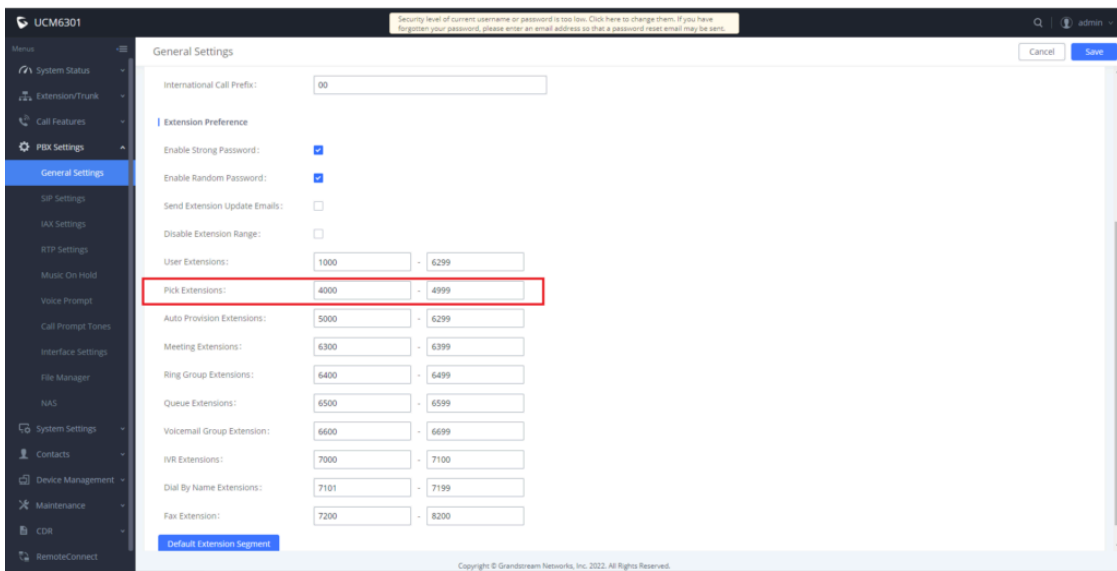 UCM6301
Security level of current username or password is too low. Click here to change them. If you have
forgotten your password, please enter an email address so that a password reset email may be sent.
admin
Menus
System Status
Extension/Trunk
Call Features
PBX Settings
General Settings
SIP Settings
IAX Settings
RTP Settings
Music On Hold
Voice Prompt
Call Prompt Tones
Interface Settings
File Manager
NAS
System Settings
Contacts
Device Management
Maintenance
CDR
RemoteConnect
General Settings
Cancel Save
International Call Prefix: 00
Extension Preference
Enable Strong Password:
Enable Random Password:
Send Extension Update Emails:
Disable Extension Range:
User Extensions: 1000 - 6299
Pick Extensions: 4000 - 4999
Auto Provision Extensions: 5000 - 6299
Meeting Extensions: 6300 - 6399
Ring Group Extensions: 6400 - 6499
Queue Extensions: 6500 - 6599
Voicemail Group Extension: 6600 - 6699
IVR Extensions: 7000 - 7100
Dial By Name Extensions: 7101 - 7199
Fax Extension: 7200 - 8200
Default Extension Segment
Copyright © Grandstream Networks, Inc. 2022. All Rights Reserved.